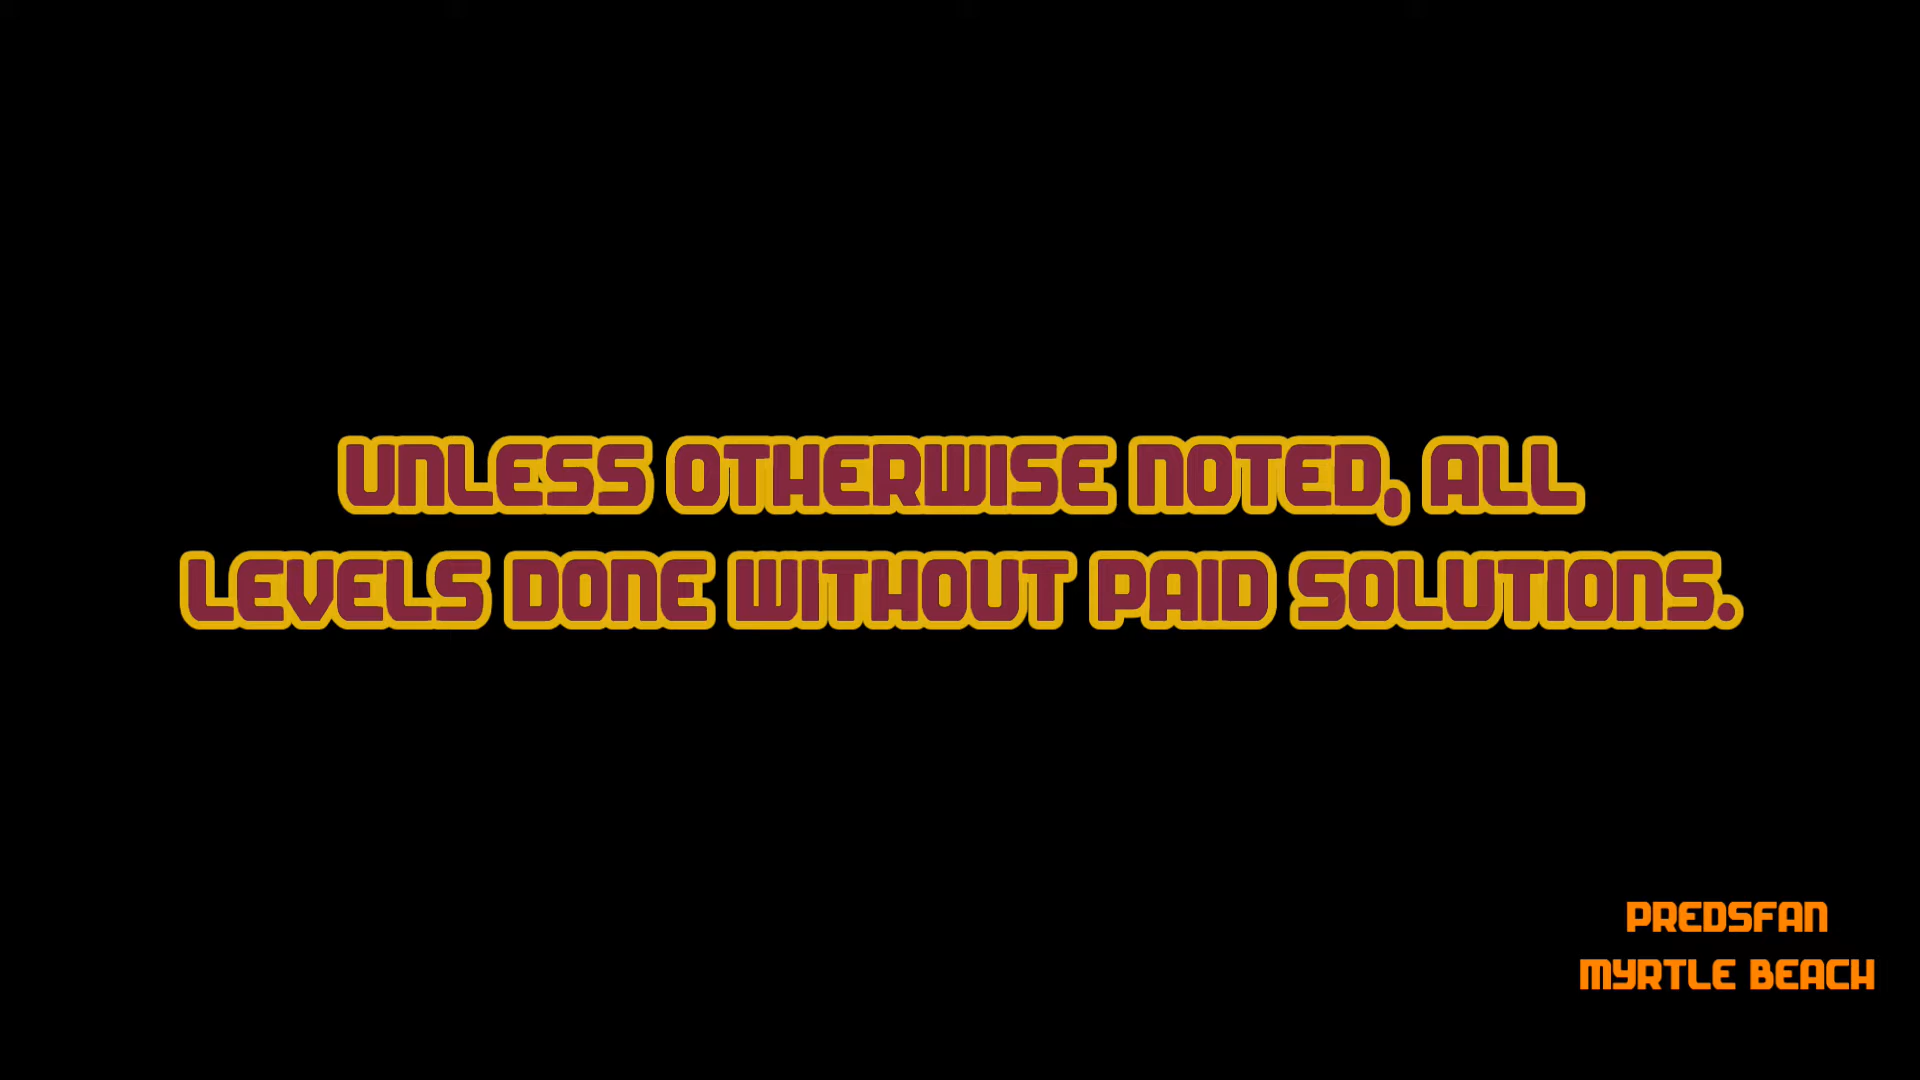 UNLESS OTHERWISE NOTED, ALL
LEVELS DONE WITHOUT PAID SOLUTIONS.
PREDSFAN
MYRTLE BEACH